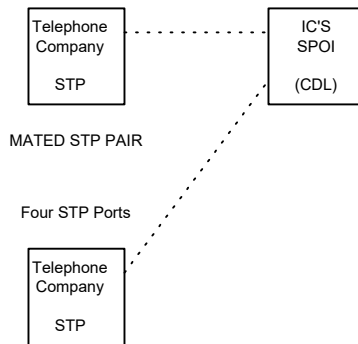 Telephone
Company
STP
IC'S
SPOI
(CDL)
MATED STP PAIR
Four STP Ports
Telephone
Company
STP